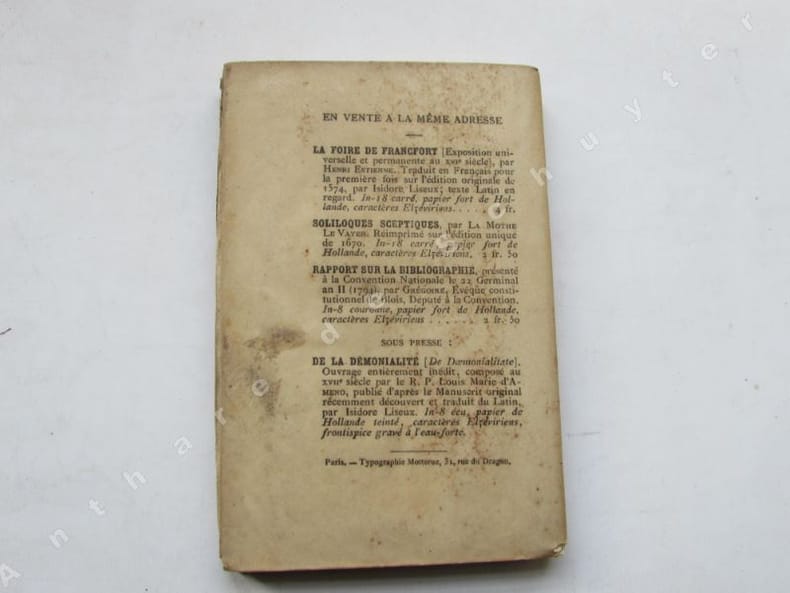 EN VENTE A LA MÊME ADRESSE
LA FOIRE DE FRANCFORT [Exposition uni-
verselle et permanente au XVIe siècle], par
HENRI ESTIENNE. Traduit en Français pour
la première fois sur l'édition originale de
1574, par Isidore Liseux; texte Latin en
regard. In-18 carré, papier fort de Hol-
lande, caractères Elzéviriens. fr.
SOLILOQUES SCEPTIQUES, par LA MOTHE
LE VAYER. Réimprimé sur l'édition unique
de 1670. In-18 carré, papier fort de
Hollande, caractères Elzéviriens. 2 fr. 50
RAPPORT SUR LA BIBLIOGRAPHIE, présenté
à la Convention Nationale le 22 Germinal
an II (1794), par GRÉGOIRE, Évêque consti-
tutionnel de Blois, Député à la Convention.
In-8 couronne, papier fort de Hollande,
caractères Elzéviriens . . . . . . 2 fr. 50
SOUS PRESSE :
DE LA DÉMONIALITÉ [De Dæmonialitate].
Ouvrage entièrement inédit, composé au
XVIIe siècle par le R. P. Louis Marie d'A-
MENO, publié d'après le Manuscrit original
récemment découvert et traduit du Latin,
par Isidore Liseux. In-8 écu, papier de
Hollande teinté, caractères Elzéviriens,
frontispice gravé à l'eau-forte.
Paris. — Typographie Motteroz, 31, rue du Dragon.